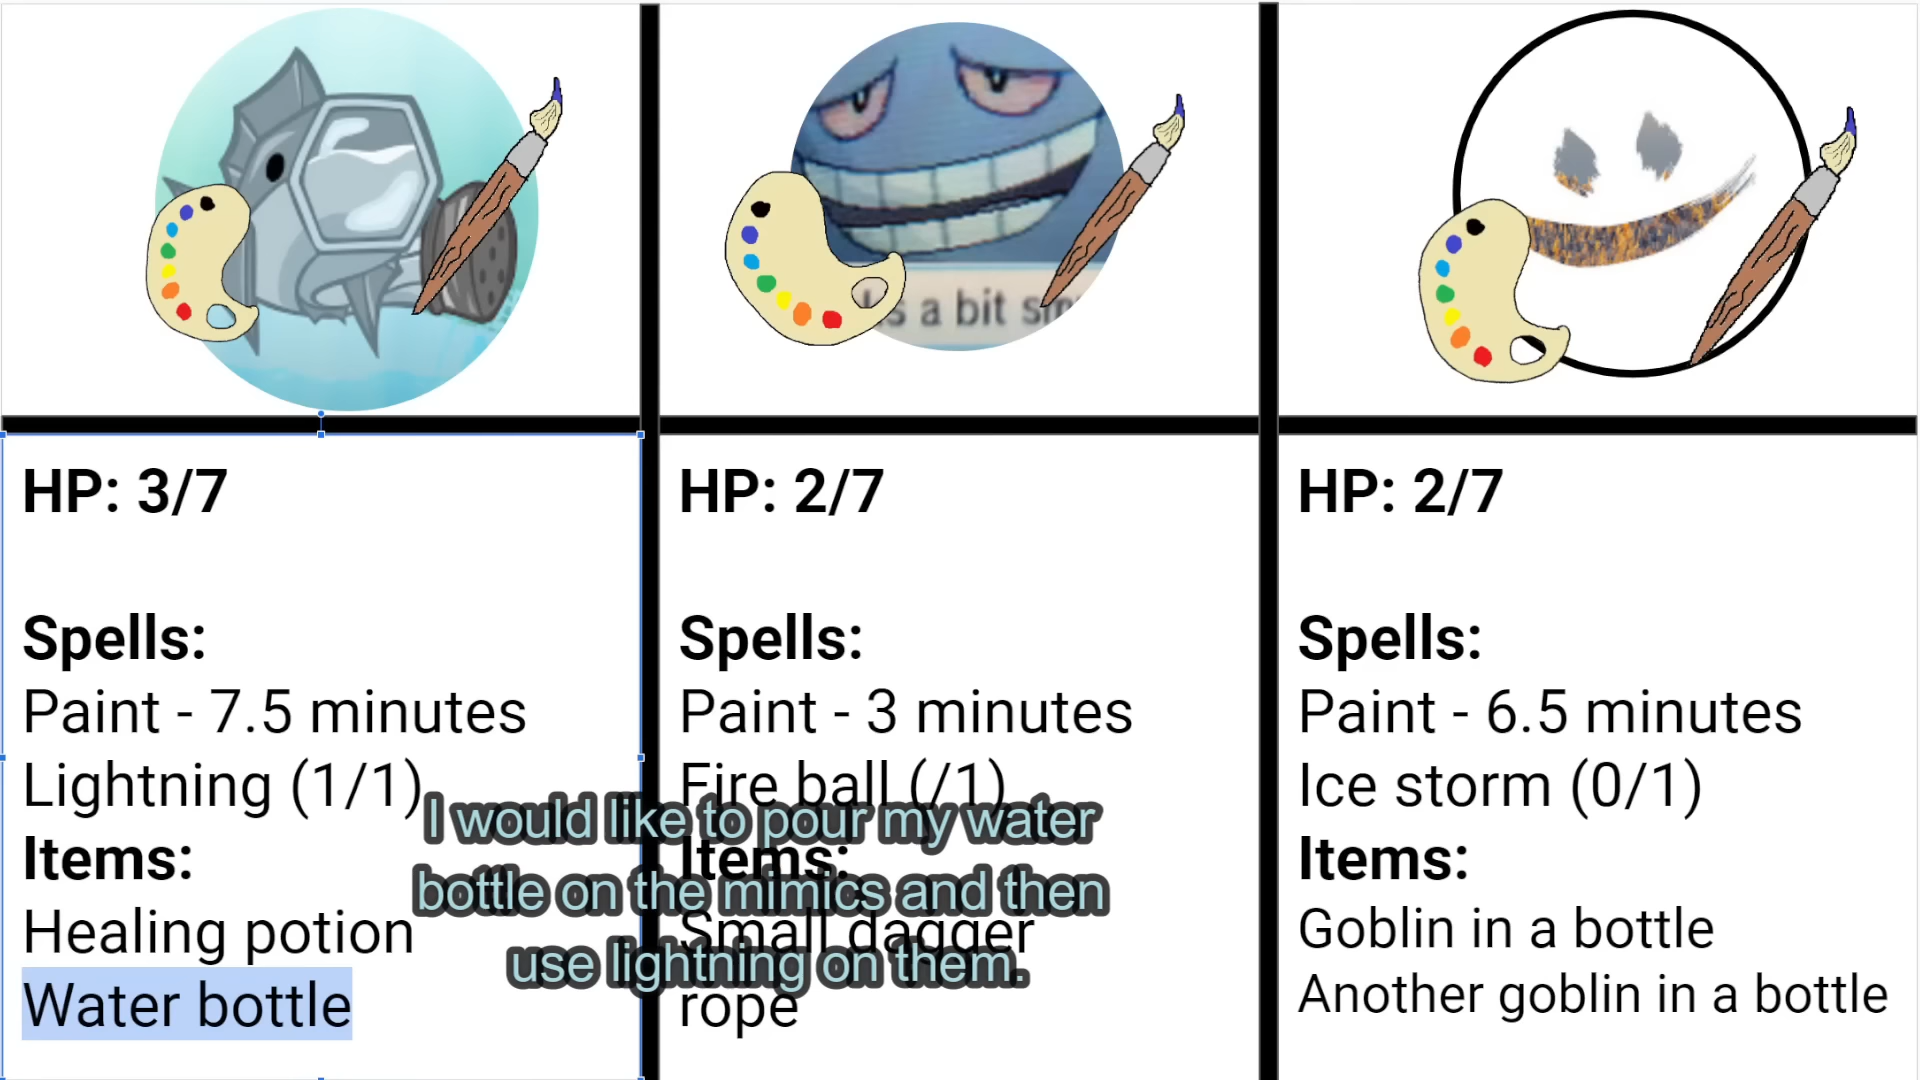 s a bit sm
HP: 3/7
Spells:
Paint - 7.5 minutes
Lightning (1/1)
Items:
Healing potion
Water bottle
HP: 2/7
Spells:
Paint - 3 minutes
Fire ball (/1)
Items:
Small dagger
rope
HP: 2/7
Spells:
Paint - 6.5 minutes
Ice storm (0/1)
Items:
Goblin in a bottle
Another goblin in a bottle
I would like to pour my water
bottle on the mimics and then
use lightning on them.